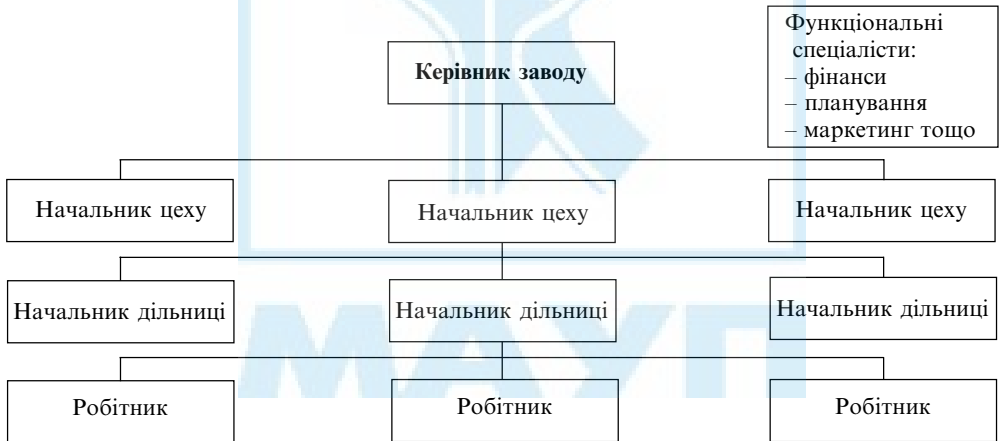 Функціональні
спеціалісти:
– фінанси
– планування
– маркетинг тощо
Керівник заводу
Начальник цеху
Начальник цеху
Начальник цеху
Начальник дільниці
Начальник дільниці
Начальник дільниці
МАУП
Робітник
Робітник
Робітник